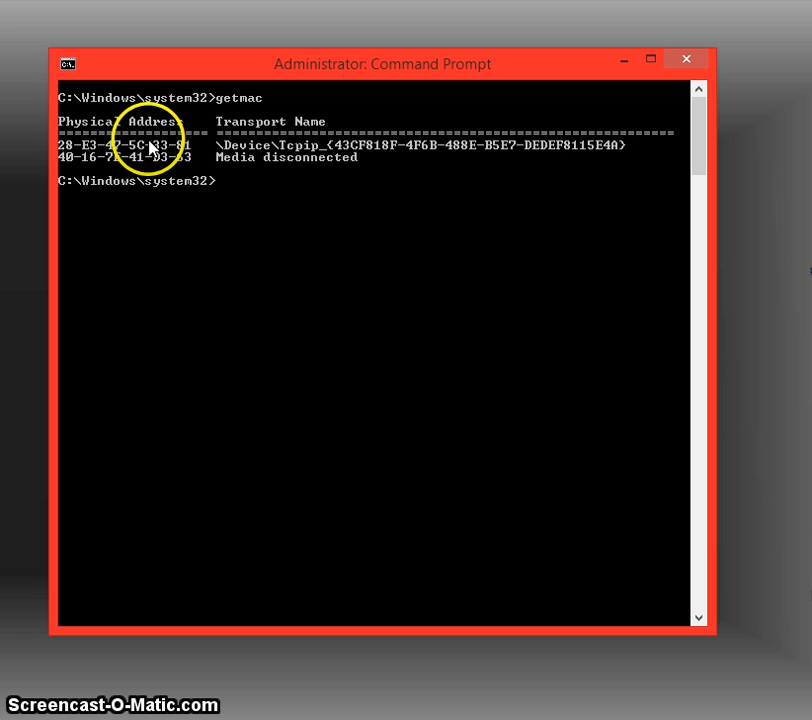 Administrator: Command Prompt
C:\Windows\system32>getmac
Physical Address Transport Name
=================== ==========================================================
\Device\Tcpip_{43CF818F-4F6B-488E-B5E7-DEDEF8115E4A}
Media disconnected
C:\Windows\system32>
Screencast-O-Matic.com